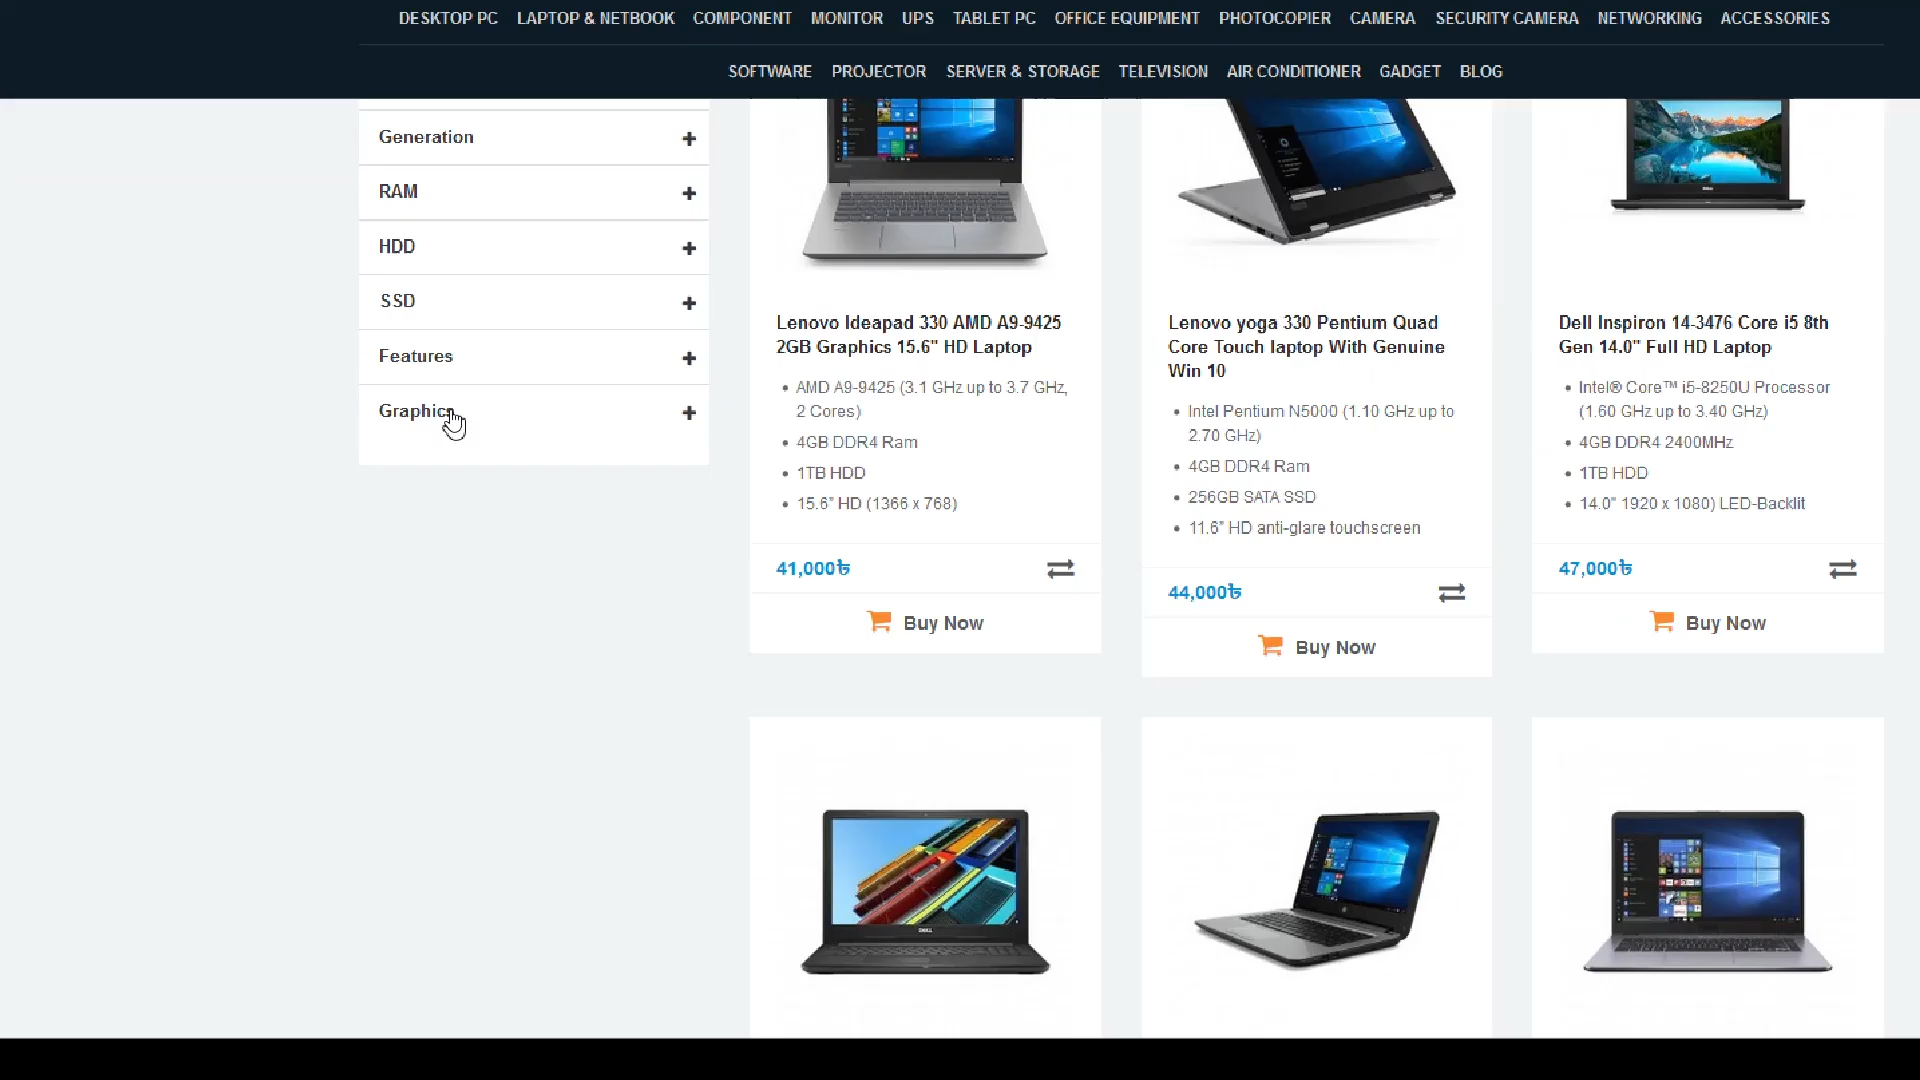 DESKTOP PC LAPTOP & NETBOOK COMPONENT MONITOR UPS TABLET PC OFFICE EQUIPMENT PHOTOCOPIER CAMERA SECURITY CAMERA NETWORKING ACCESSORIES
SOFTWARE PROJECTOR SERVER & STORAGE TELEVISION AIR CONDITIONER GADGET BLOG
Generation
RAM
HDD
SSD
Features
Graphics
Lenovo Ideapad 330 AMD A9-9425
2GB Graphics 15.6" HD Laptop
AMD A9-9425 (3.1 GHz up to 3.7 GHz,
2 Cores)
4GB DDR4 Ram
1TB HDD
15.6” HD (1366 x 768)
41,000৳
Buy Now
Lenovo yoga 330 Pentium Quad
Core Touch laptop With Genuine
Win 10
Intel Pentium N5000 (1.10 GHz up to
2.70 GHz)
4GB DDR4 Ram
256GB SATA SSD
11.6” HD anti-glare touchscreen
44,000৳
Buy Now
Dell Inspiron 14-3476 Core i5 8th
Gen 14.0" Full HD Laptop
Intel® Core™ i5-8250U Processor
(1.60 GHz up to 3.40 GHz)
4GB DDR4 2400MHz
1TB HDD
14.0” 1920 x 1080) LED-Backlit
47,000৳
Buy Now
DELL